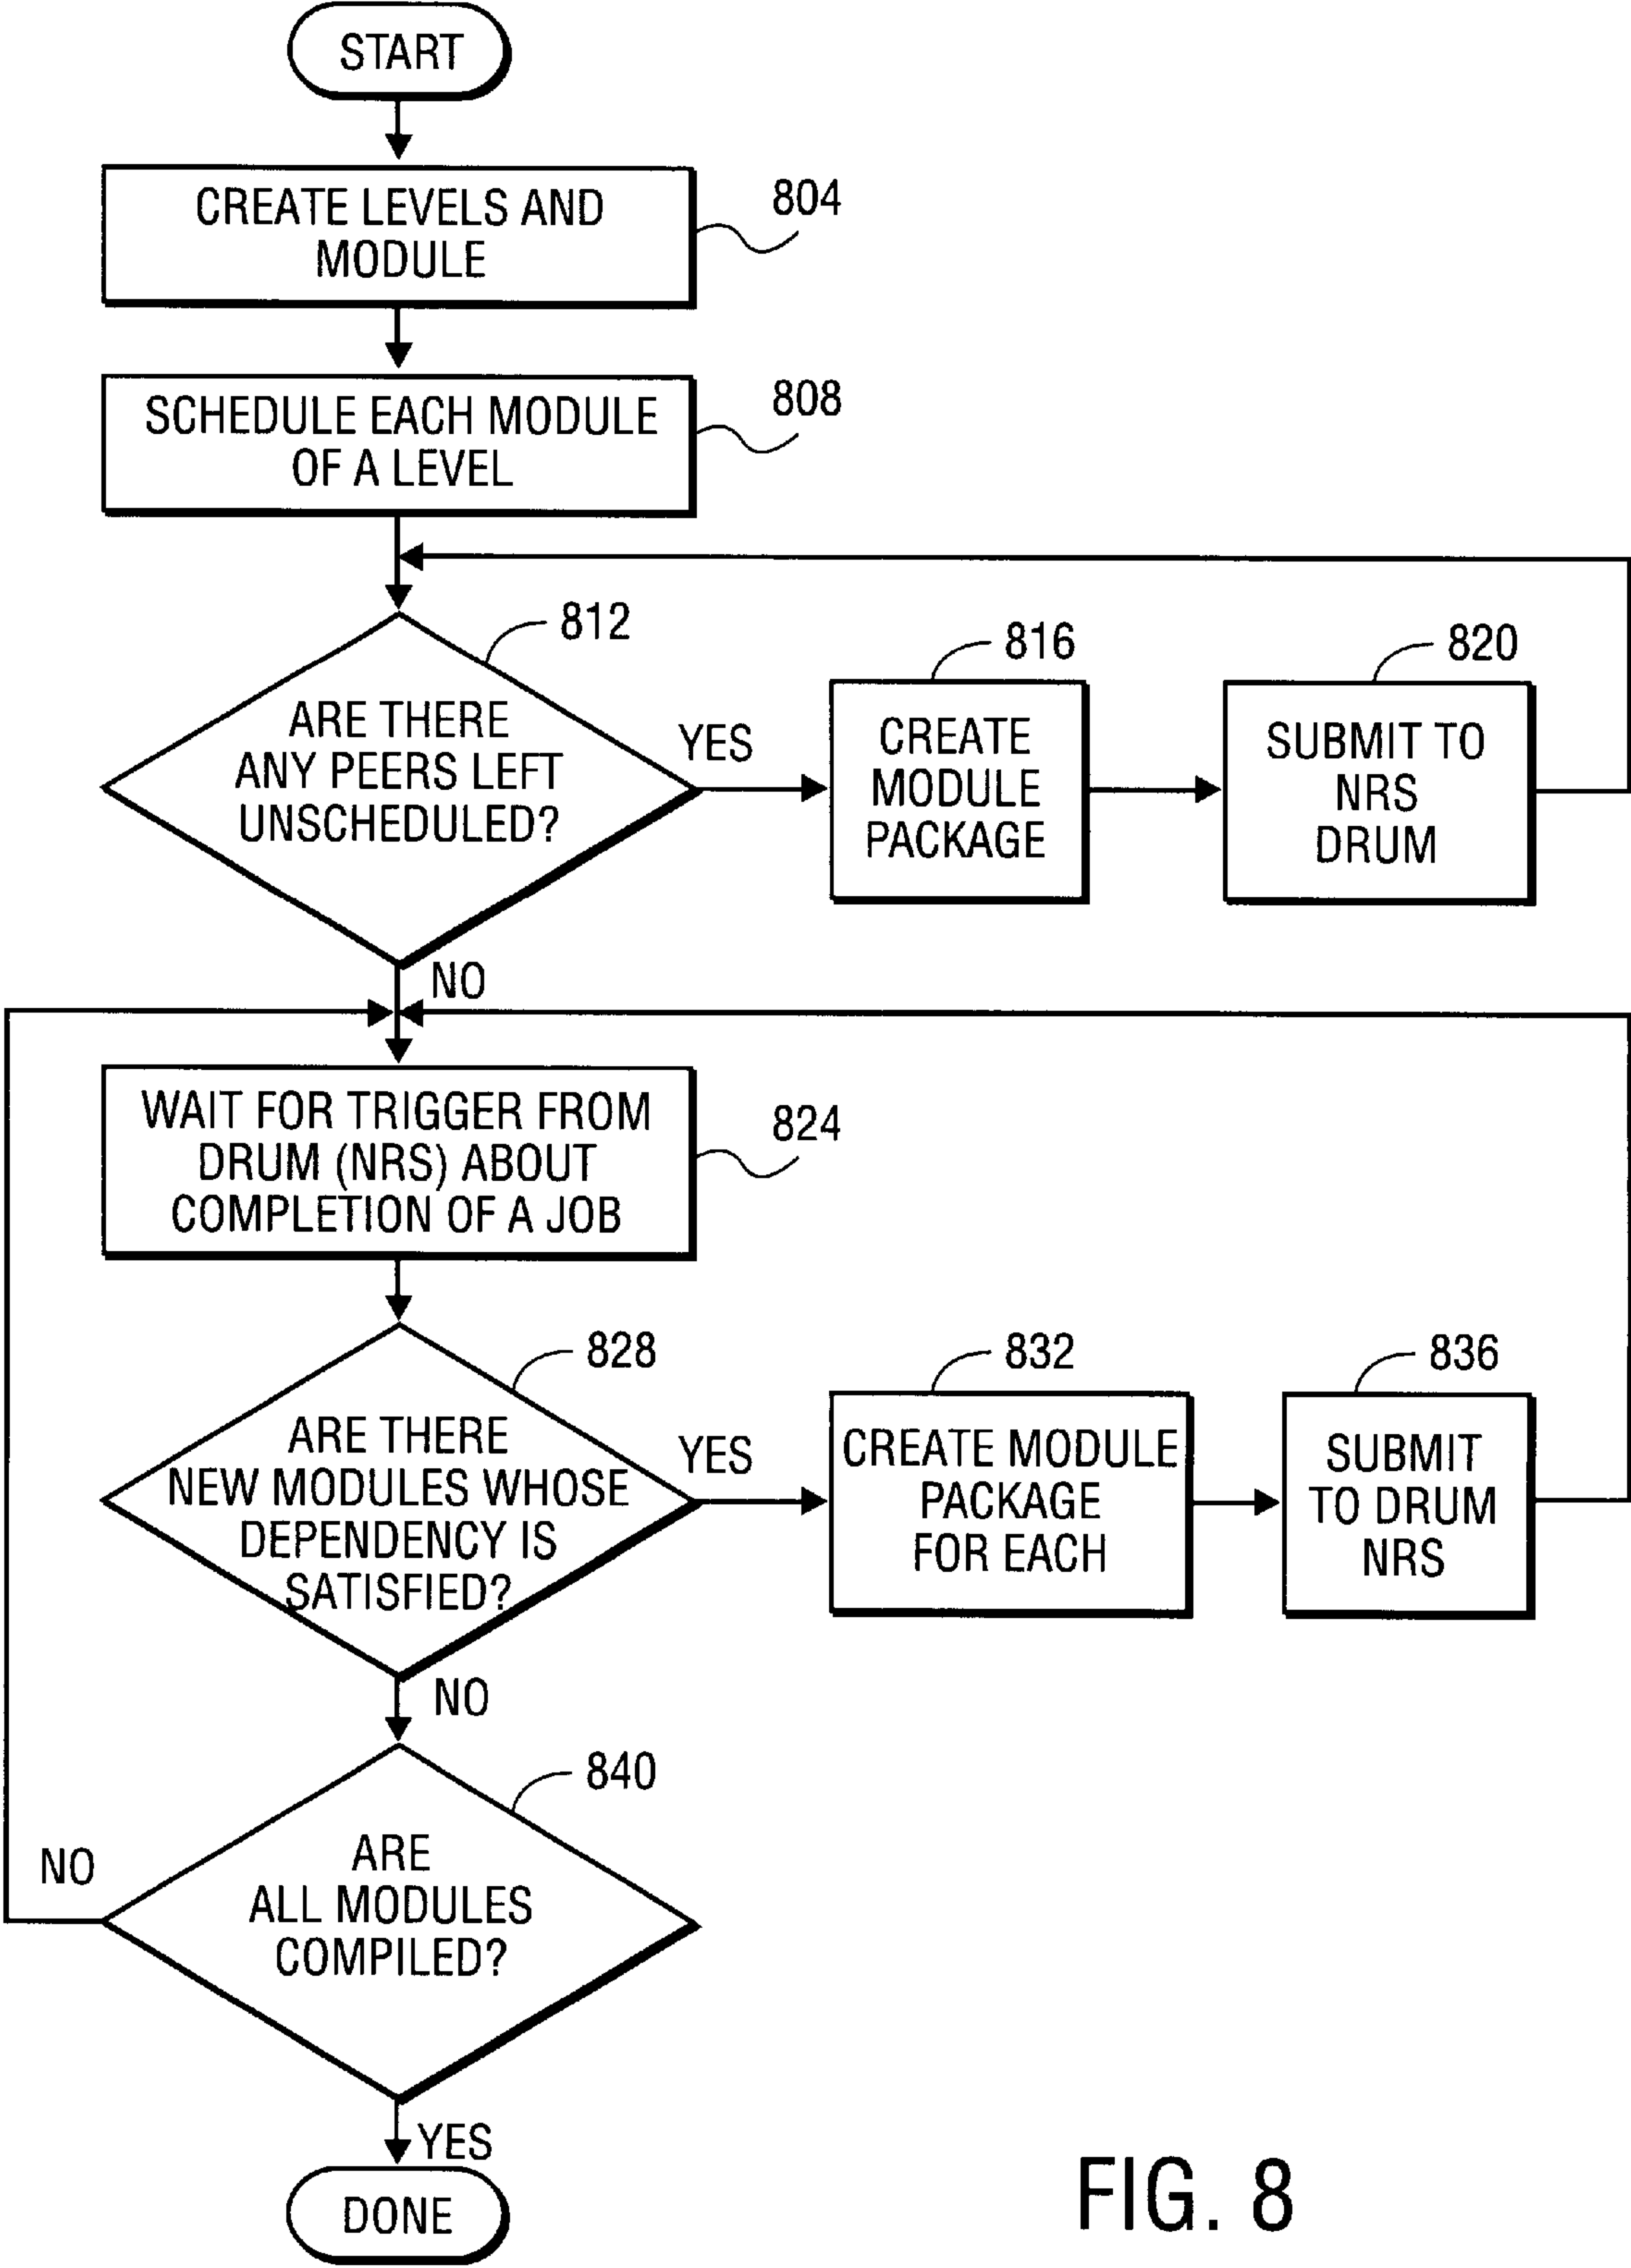 START
CREATE LEVELS AND
MODULE
804
SCHEDULE EACH MODULE
OF A LEVEL
808
812
ARE THERE
ANY PEERS LEFT
UNSCHEDULED?
YES
816
CREATE
MODULE
PACKAGE
820
SUBMIT TO
NRS
DRUM
NO
WAIT FOR TRIGGER FROM
DRUM (NRS) ABOUT
COMPLETION OF A JOB
824
828
ARE THERE
NEW MODULES WHOSE
DEPENDENCY IS
SATISFIED?
YES
832
CREATE MODULE
PACKAGE
FOR EACH
836
SUBMIT
TO DRUM
NRS
NO
840
ARE
ALL MODULES
COMPILED?
NO
YES
DONE
FIG. 8